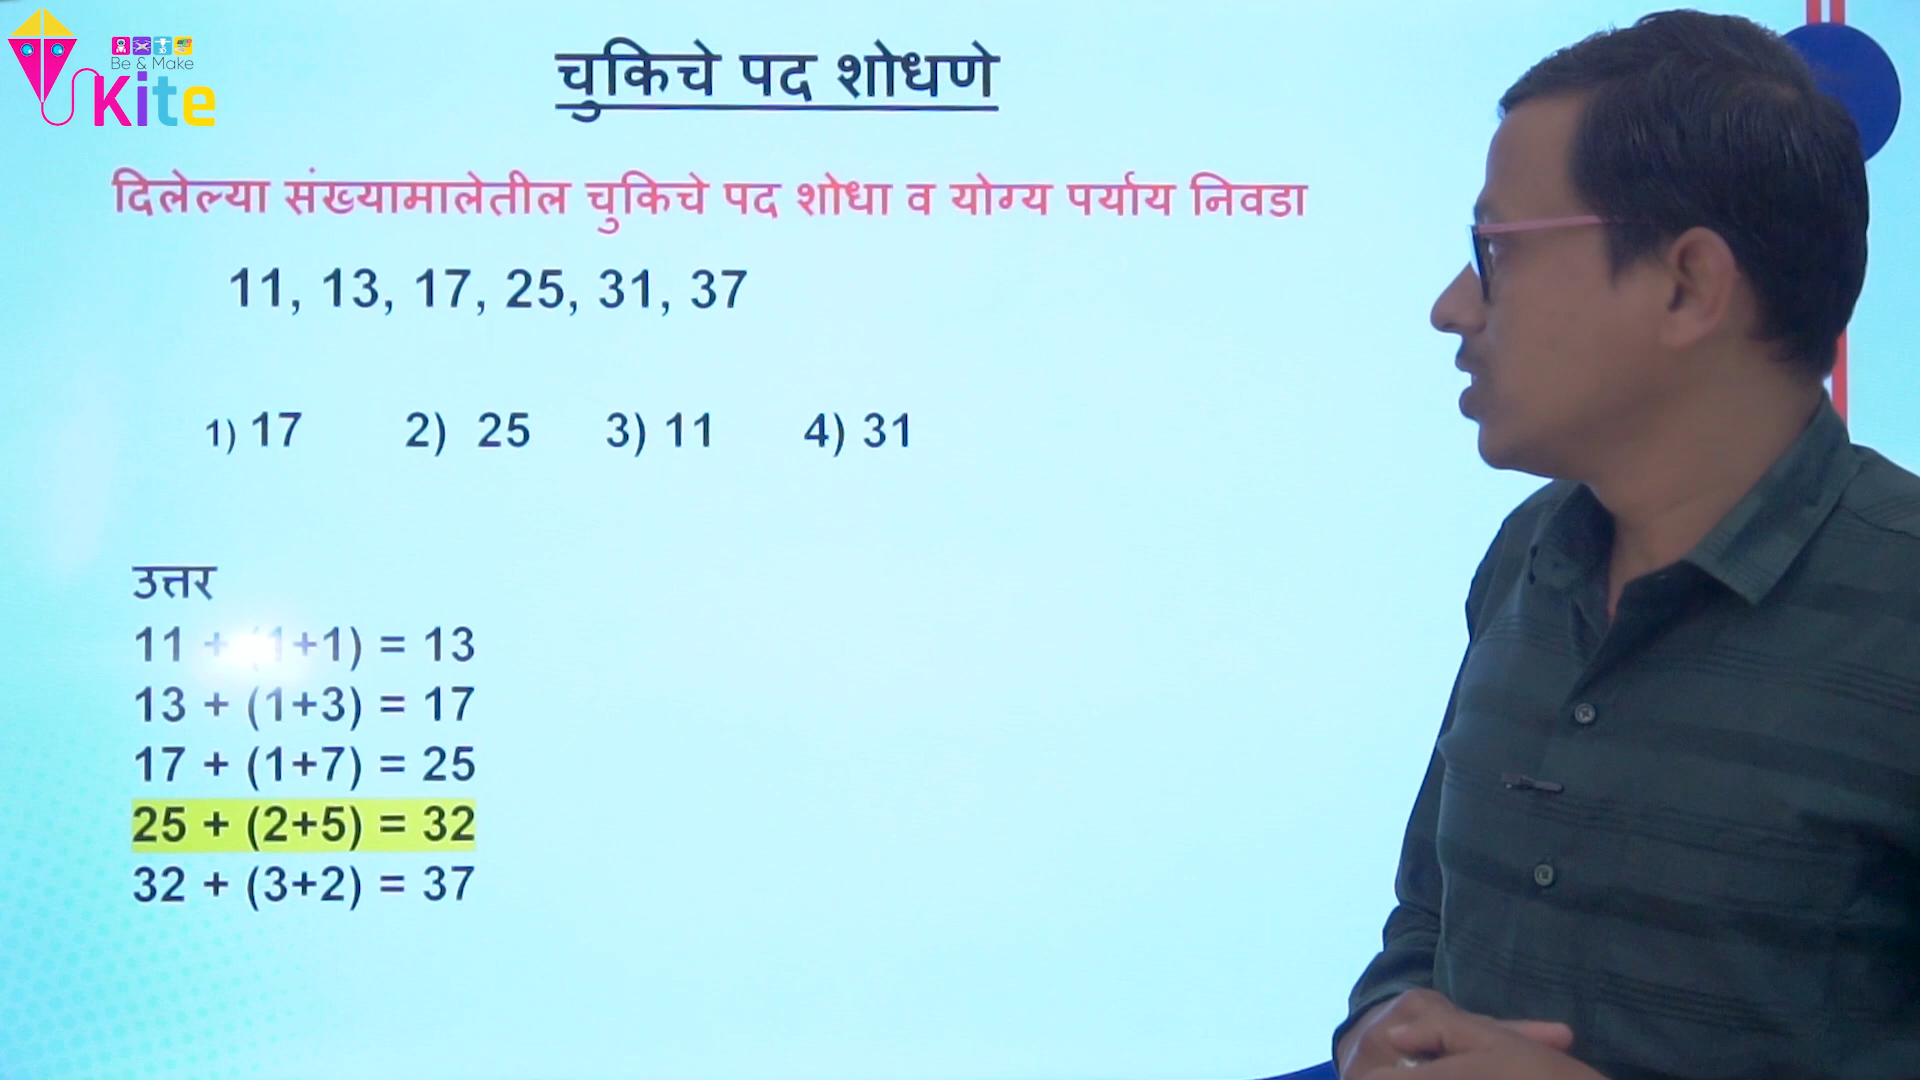 Be & Make
Kite
चुकिचे पद शोधणे
दिलेल्या संख्यामालेतील चुकिचे पद शोधा व योग्य पर्याय निवडा
11, 13, 17, 25, 31, 37
1) 17 2) 25 3) 11 4) 31
उत्तर
11 + (1+1) = 13
13 + (1+3) = 17
17 + (1+7) = 25
25 + (2+5) = 32
32 + (3+2) = 37